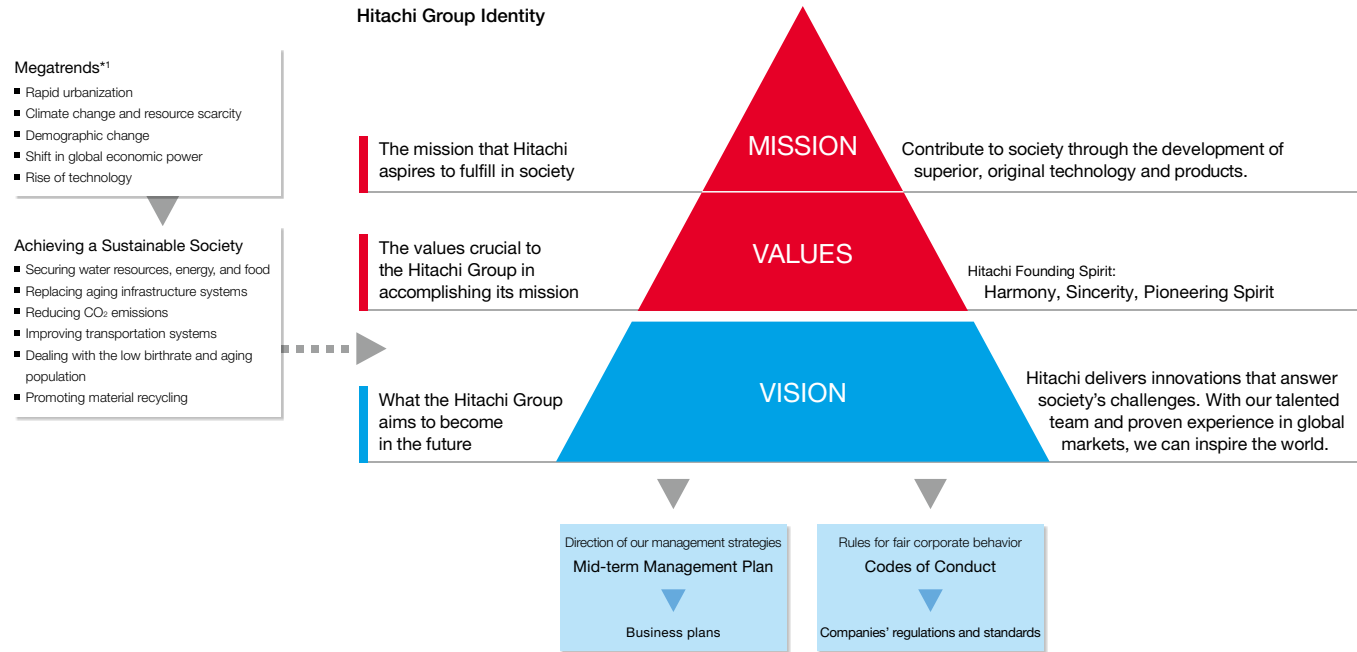 Hitachi Group Identity
Megatrends*1
■ Rapid urbanization
■ Climate change and resource scarcity
■ Demographic change
■ Shift in global economic power
■ Rise of technology
Achieving a Sustainable Society
■ Securing water resources, energy, and food
■ Replacing aging infrastructure systems
■ Reducing CO₂ emissions
■ Improving transportation systems
■ Dealing with the low birthrate and aging
population
■ Promoting material recycling
The mission that Hitachi
aspires to fulfill in society
MISSION
Contribute to society through the development of
superior, original technology and products.
The values crucial to
the Hitachi Group in
accomplishing its mission
VALUES
Hitachi Founding Spirit:
Harmony, Sincerity, Pioneering Spirit
What the Hitachi Group
aims to become
in the future
VISION
Hitachi delivers innovations that answer
society’s challenges. With our talented
team and proven experience in global
markets, we can inspire the world.
Direction of our management strategies
Mid-term Management Plan
Business plans
Rules for fair corporate behavior
Codes of Conduct
Companies’ regulations and standards